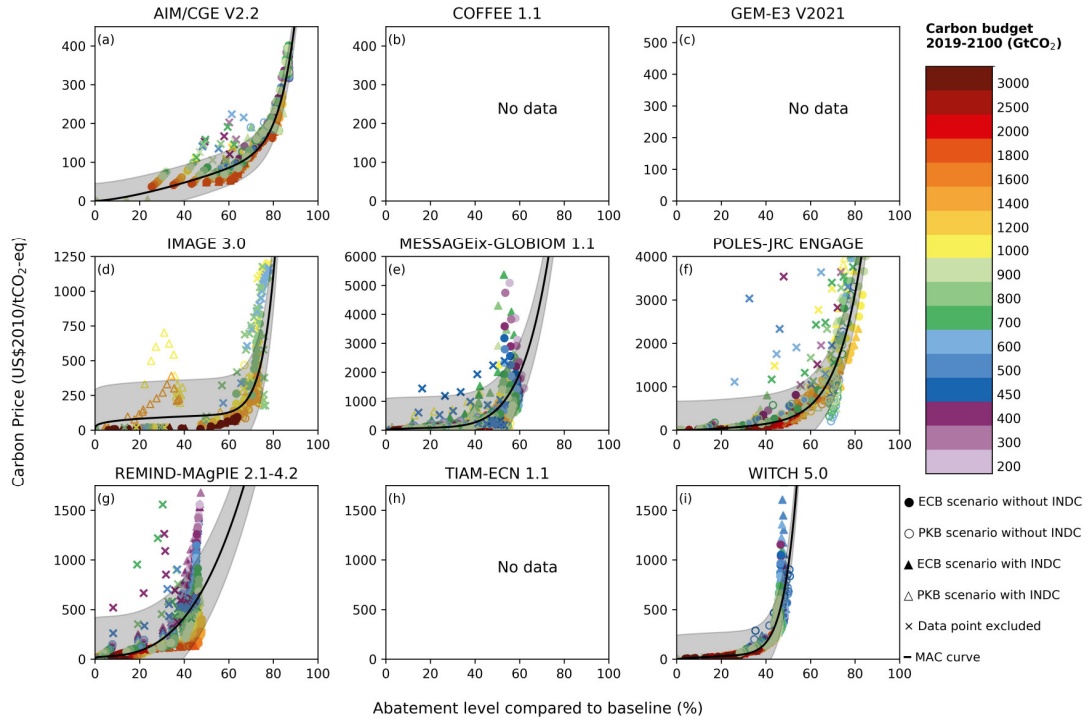 AIM/CGE V2.2
COFFEE 1.1
GEM-E3 V2021
(a)
400
300
200
100
0
0 20 40 60 80 100
(b)
No data
400
300
200
100
0
0 20 40 60 80 100
(c)
No data
500
400
300
200
100
0
0 20 40 60 80 100
IMAGE 3.0
MESSAGEix-GLOBIOM 1.1
POLES-JRC ENGAGE
(d)
1250
1000
750
500
250
0
0 20 40 60 80 100
(e)
6000
5000
4000
3000
2000
1000
0
0 20 40 60 80 100
(f)
4000
3000
2000
1000
0
0 20 40 60 80 100
REMIND-MAgPIE 2.1-4.2
TIAM-ECN 1.1
WITCH 5.0
(g)
1500
1000
500
0
0 20 40 60 80 100
(h)
No data
1500
1000
500
0
0 20 40 60 80 100
(i)
1500
1000
500
0
0 20 40 60 80 100
Carbon Price (US$2010/tCO₂-eq)
Abatement level compared to baseline (%)
Carbon budget
2019-2100 (GtCO₂)
3000
2500
2000
1800
1600
1400
1200
1000
900
800
700
600
500
450
400
300
200
ECB scenario without INDC
PKB scenario without INDC
ECB scenario with INDC
PKB scenario with INDC
Data point excluded
MAC curve